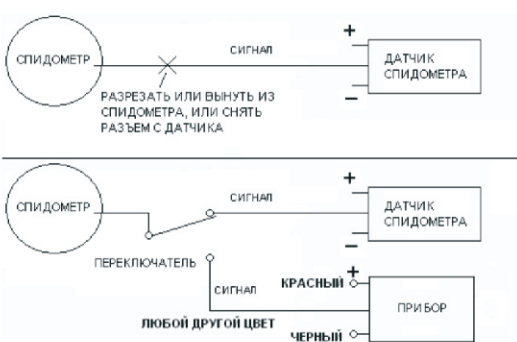 СПИДОМЕТР
СИГНАЛ
+
ДАТЧИК
СПИДОМЕТРА
–
РАЗРЕЗАТЬ ИЛИ ВЫНУТЬ ИЗ
СПИДОМЕТРА, ИЛИ СНЯТЬ
РАЗЪЕМ С ДАТЧИКА
СПИДОМЕТР
СИГНАЛ
+
ДАТЧИК
СПИДОМЕТРА
–
ПЕРЕКЛЮЧАТЕЛЬ
СИГНАЛ
КРАСНЫЙ
+
ПРИБОР
ЛЮБОЙ ДРУГОЙ ЦВЕТ
ЧЕРНЫЙ